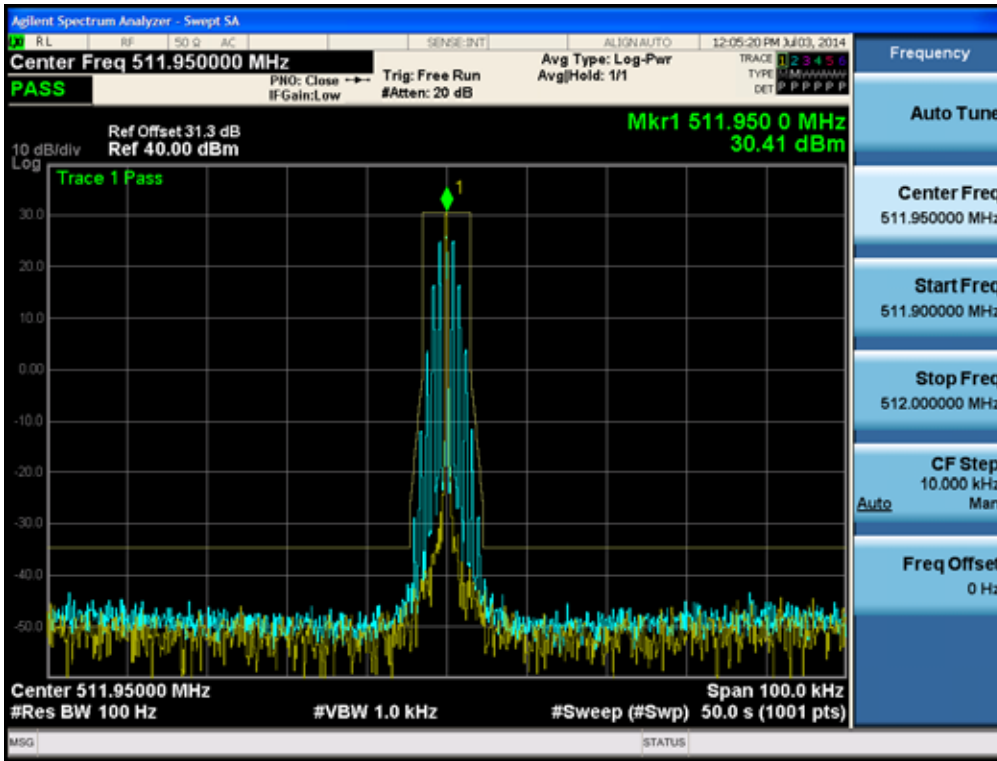 Agilent Spectrum Analyzer - Swept SA
RL RF 50 Ω AC SENSE:INT ALIGNAUTO 12:05:20 PM Jul 03, 2014
Center Freq 511.950000 MHz
PASS
PNO: Close
IFGain:Low
Trig: Free Run
#Atten: 20 dB
Avg Type: Log-Pwr
Avg|Hold: 1/1
TRACE 1 2 3 4 5 6
TYPE
DET P P P P P P
Mkr1 511.950 0 MHz
30.41 dBm
Ref Offset 31.3 dB
10 dB/div Ref 40.00 dBm
Log
Trace 1 Pass
1
30.0
20.0
10.0
0.00
-10.0
-20.0
-30.0
-40.0
-50.0
Center 511.95000 MHz Span 100.0 kHz
#Res BW 100 Hz #VBW 1.0 kHz #Sweep (#Swp) 50.0 s (1001 pts)
MSG STATUS
Frequency
Auto Tune
Center Freq
511.950000 MHz
Start Freq
511.900000 MHz
Stop Freq
512.000000 MHz
CF Step
10.000 kHz
Auto Man
Freq Offset
0 Hz